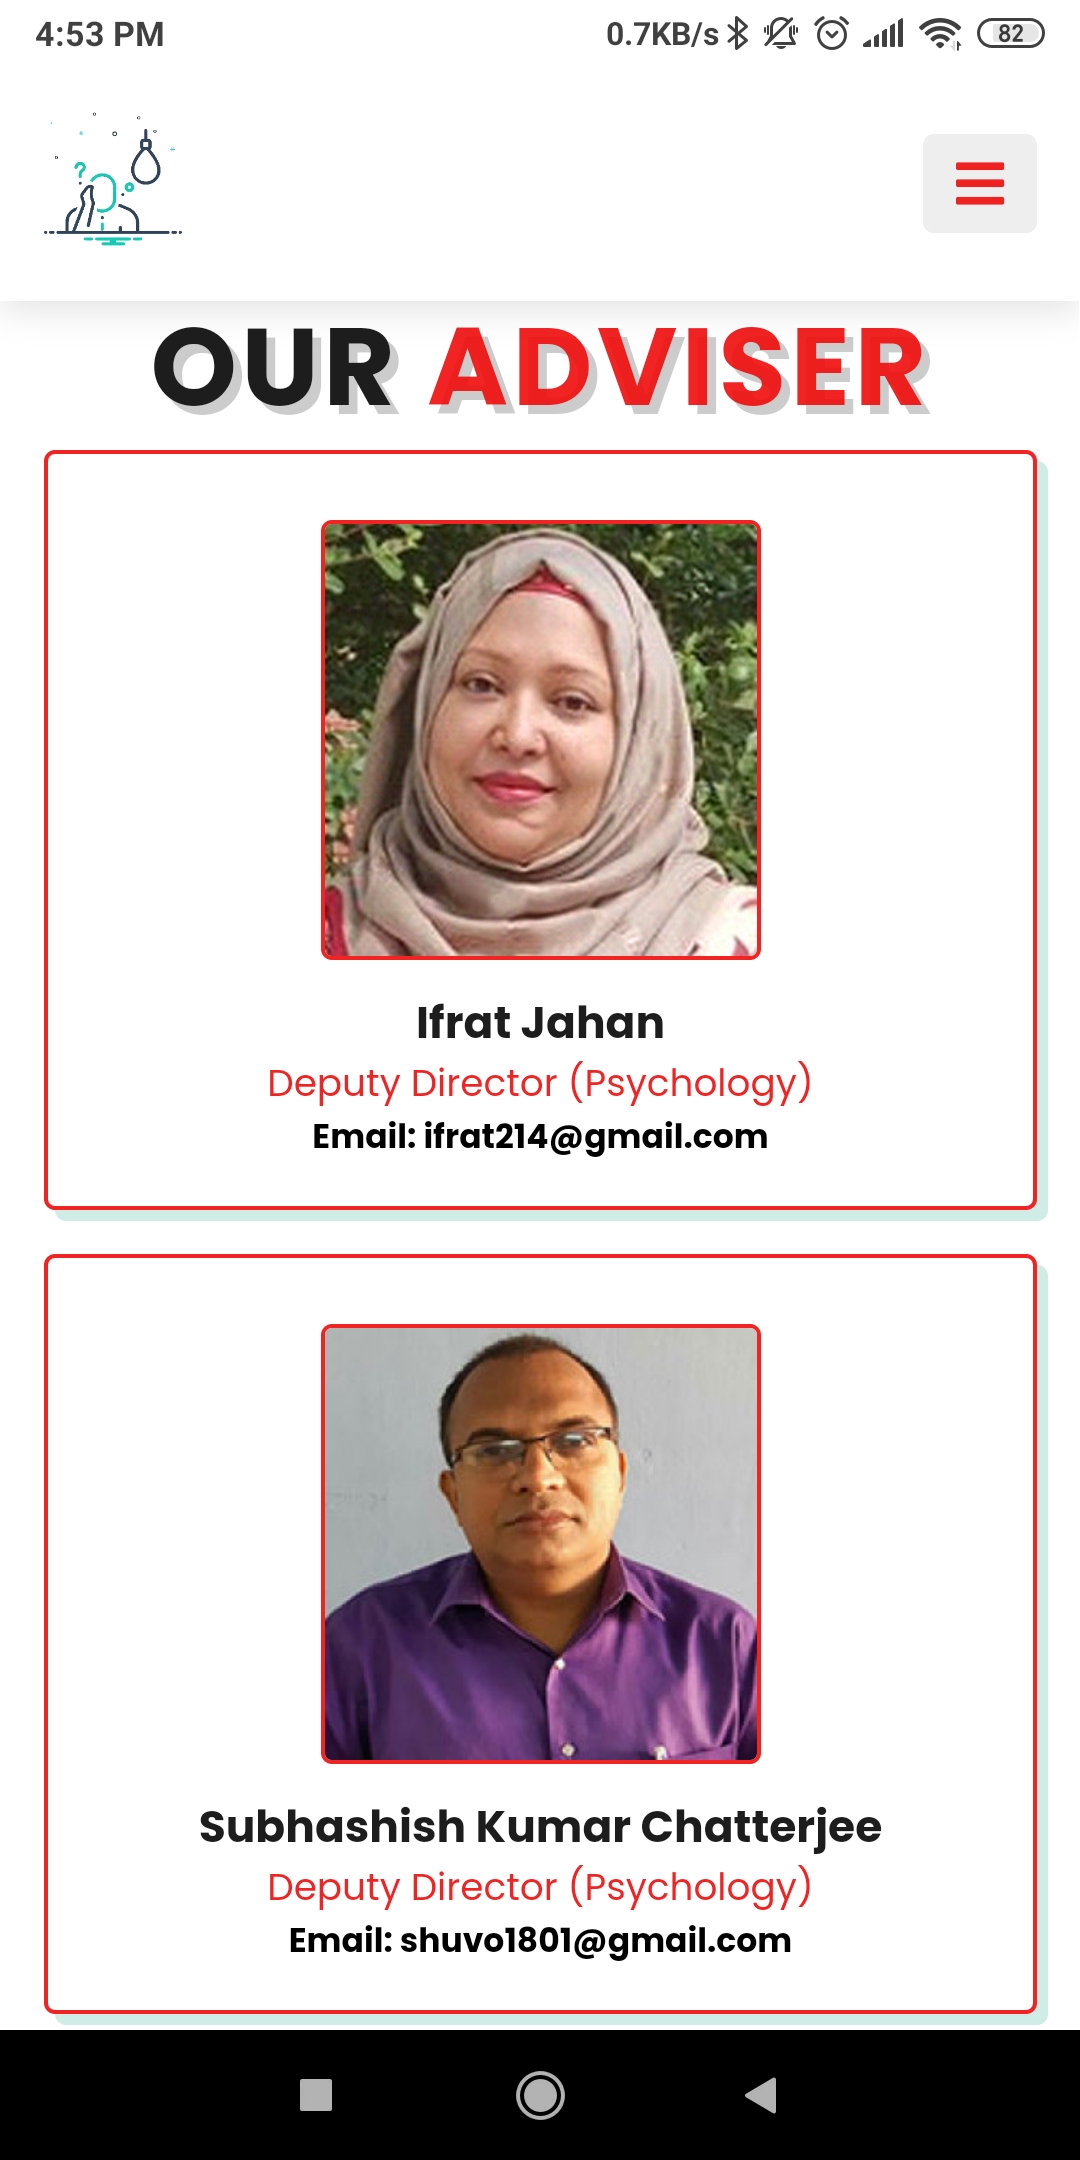 4:53 PM 0.7KB/s 82
OUR ADVISER
Ifrat Jahan
Deputy Director (Psychology)
Email: ifrat214@gmail.com
Subhashish Kumar Chatterjee
Deputy Director (Psychology)
Email: shuvo1801@gmail.com